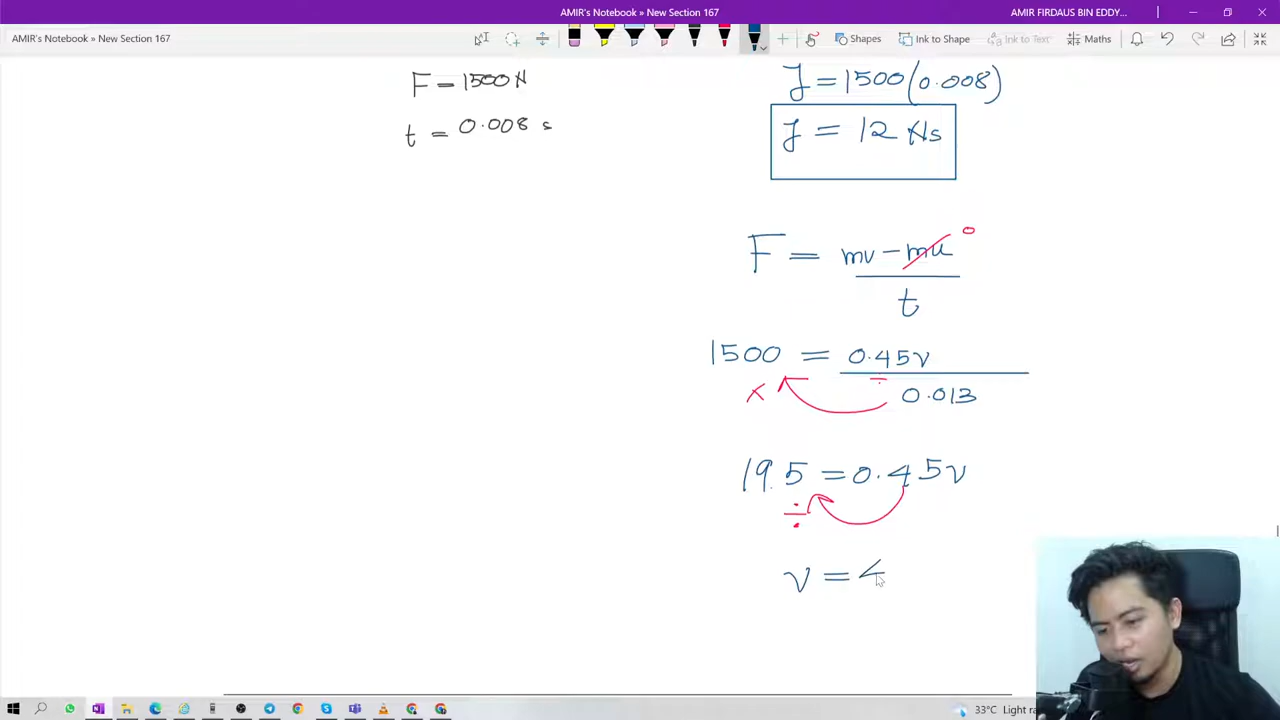 AMIR's Notebook » New Section 167
AMIR FIRDAUS BIN EDDY...
AMIR's Notebook » New Section 167
Shapes
Ink to Shape
Ink to Text
Maths
F = 1500 N
t = 0.008 s
J = 1500 (0.008)
J = 12 Ns
F = mv - mu 0
t
1500 = 0.45v
× ÷
0.013
19.5 = 0.45v
÷
v = 4
33°C Light ra